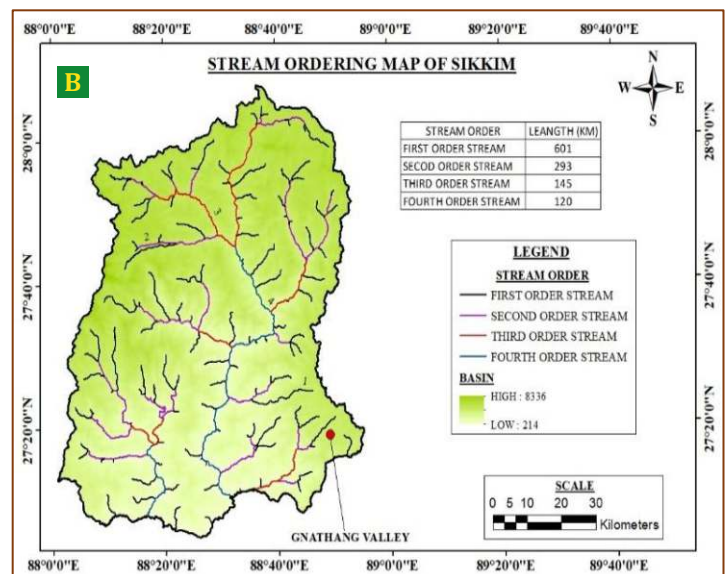 88°0'0"E 88°20'0"E 88°40'0"E 89°0'0"E 89°20'0"E 89°40'0"E
STREAM ORDERING MAP OF SIKKIM
B
N
W E
S
28°0'0"N
28°0'0"N
STREAM ORDER LEANGTH (KM)
FIRST ORDER STREAM 601
SECOD ORDER STREAM 293
THIRD ORDER STREAM 145
FOURTH ORDER STREAM 120
3
2
4
1
LEGEND
STREAM ORDER
FIRST ORDER STREAM
SECOND ORDER STREAM
THIRD ORDER STREAM
FOURTH ORDER STREAM
BASIN
HIGH : 8336
LOW : 214
27°40'0"N
27°40'0"N
27°20'0"N
27°20'0"N
SCALE
0 5 10 20 30
Kilometers
GNATHANG VALLEY
88°0'0"E 88°20'0"E 88°40'0"E 89°0'0"E 89°20'0"E 89°40'0"E